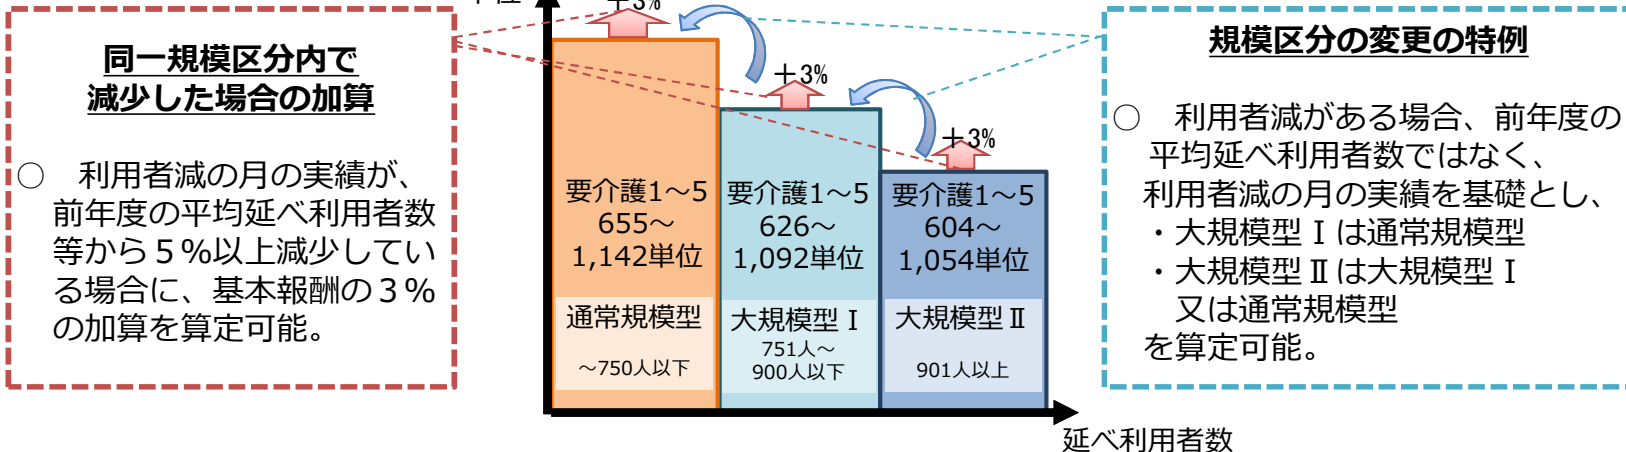 同一規模区分内で
減少した場合の加算
○　利用者減の月の実績が、
前年度の平均延べ利用者数
等から５%以上減少してい
る場合に、基本報酬の３%
の加算を算定可能。
単位
+3%
+3%
+3%
要介護1～5
655～
1,142単位
通常規模型
～750人以下
要介護1～5
626～
1,092単位
大規模型Ⅰ
751人～
900人以下
要介護1～5
604～
1,054単位
大規模型Ⅱ
901人以上
延べ利用者数
規模区分の変更の特例
○　利用者減がある場合、前年度の
平均延べ利用者数ではなく、
利用者減の月の実績を基礎とし、
・大規模型Ⅰは通常規模型
・大規模型Ⅱは大規模型Ⅰ
又は通常規模型
を算定可能。